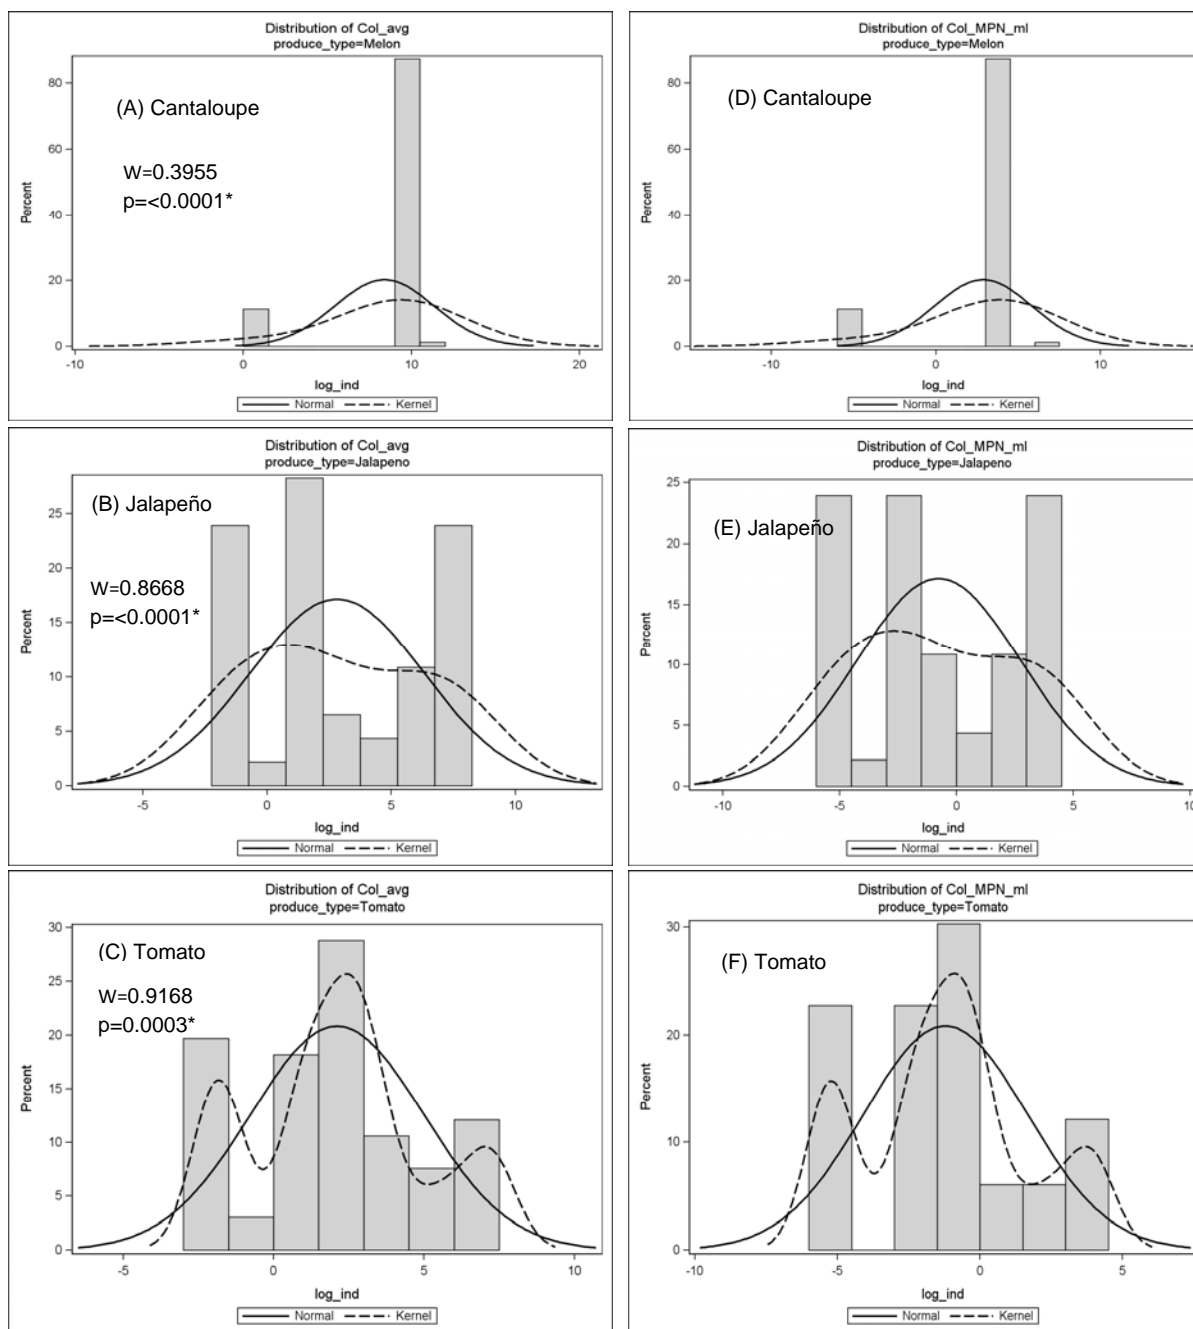 Distribution of Col_avg
produce_type=Melon
(A) Cantaloupe
W=0.3955
p=<0.0001*
Percent
80
60
40
20
0
-10 0 10 20
log_ind
Normal Kernel
Distribution of Col_MPN_ml
produce_type=Melon
(D) Cantaloupe
Percent
80
60
40
20
0
-10 0 10
log_ind
Normal Kernel
Distribution of Col_avg
produce_type=Jalapeno
(B) Jalapeño
W=0.8668
p=<0.0001*
Percent
25
20
15
10
5
0
-5 0 5 10
log_ind
Normal Kernel
Distribution of Col_MPN_ml
produce_type=Jalapeno
(E) Jalapeño
Percent
25
20
15
10
5
0
-10 -5 0 5 10
log_ind
Normal Kernel
Distribution of Col_avg
produce_type=Tomato
(C) Tomato
W=0.9168
p=0.0003*
Percent
30
25
20
15
10
5
0
-5 0 5 10
log_ind
Normal Kernel
Distribution of Col_MPN_ml
produce_type=Tomato
(F) Tomato
Percent
30
20
10
0
-10 -5 0 5
log_ind
Normal Kernel